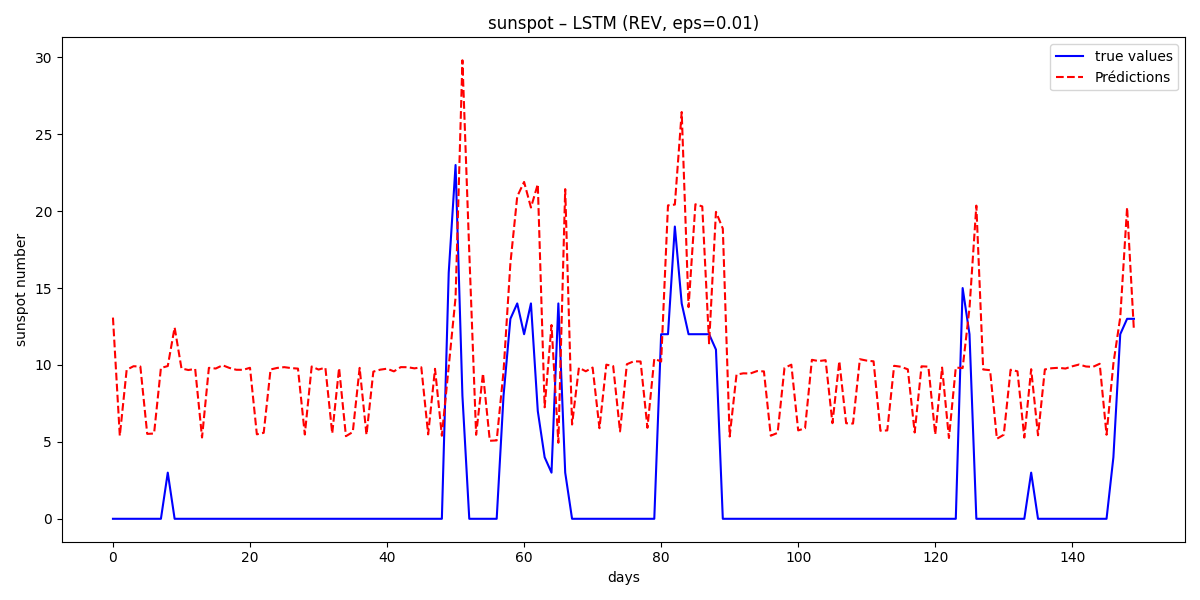 sunspot – LSTM (REV, eps=0.01)
true values
Prédictions
30
25
20
15
10
5
0
sunspot number
0 20 40 60 80 100 120 140
days